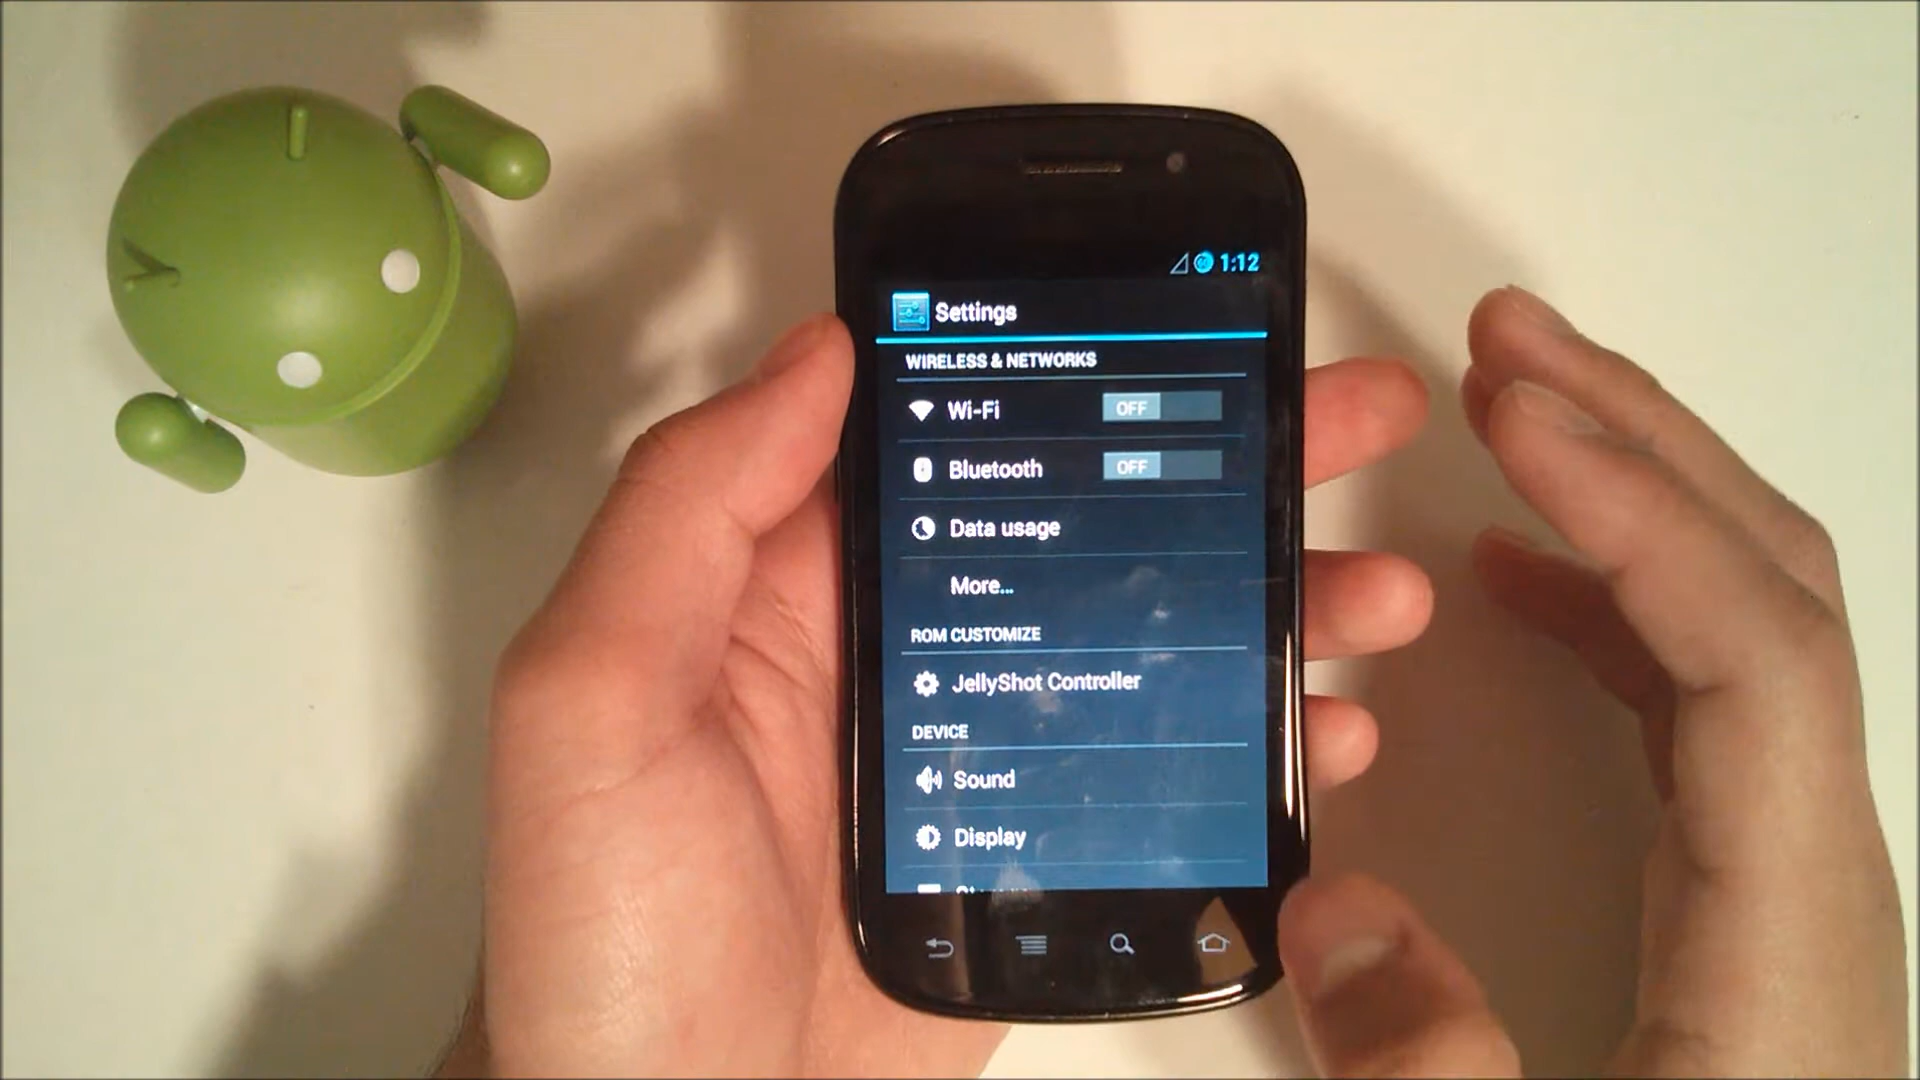 1:12
Settings
WIRELESS & NETWORKS
Wi-Fi OFF
Bluetooth OFF
Data usage
More...
ROM CUSTOMIZE
JellyShot Controller
DEVICE
Sound
Display